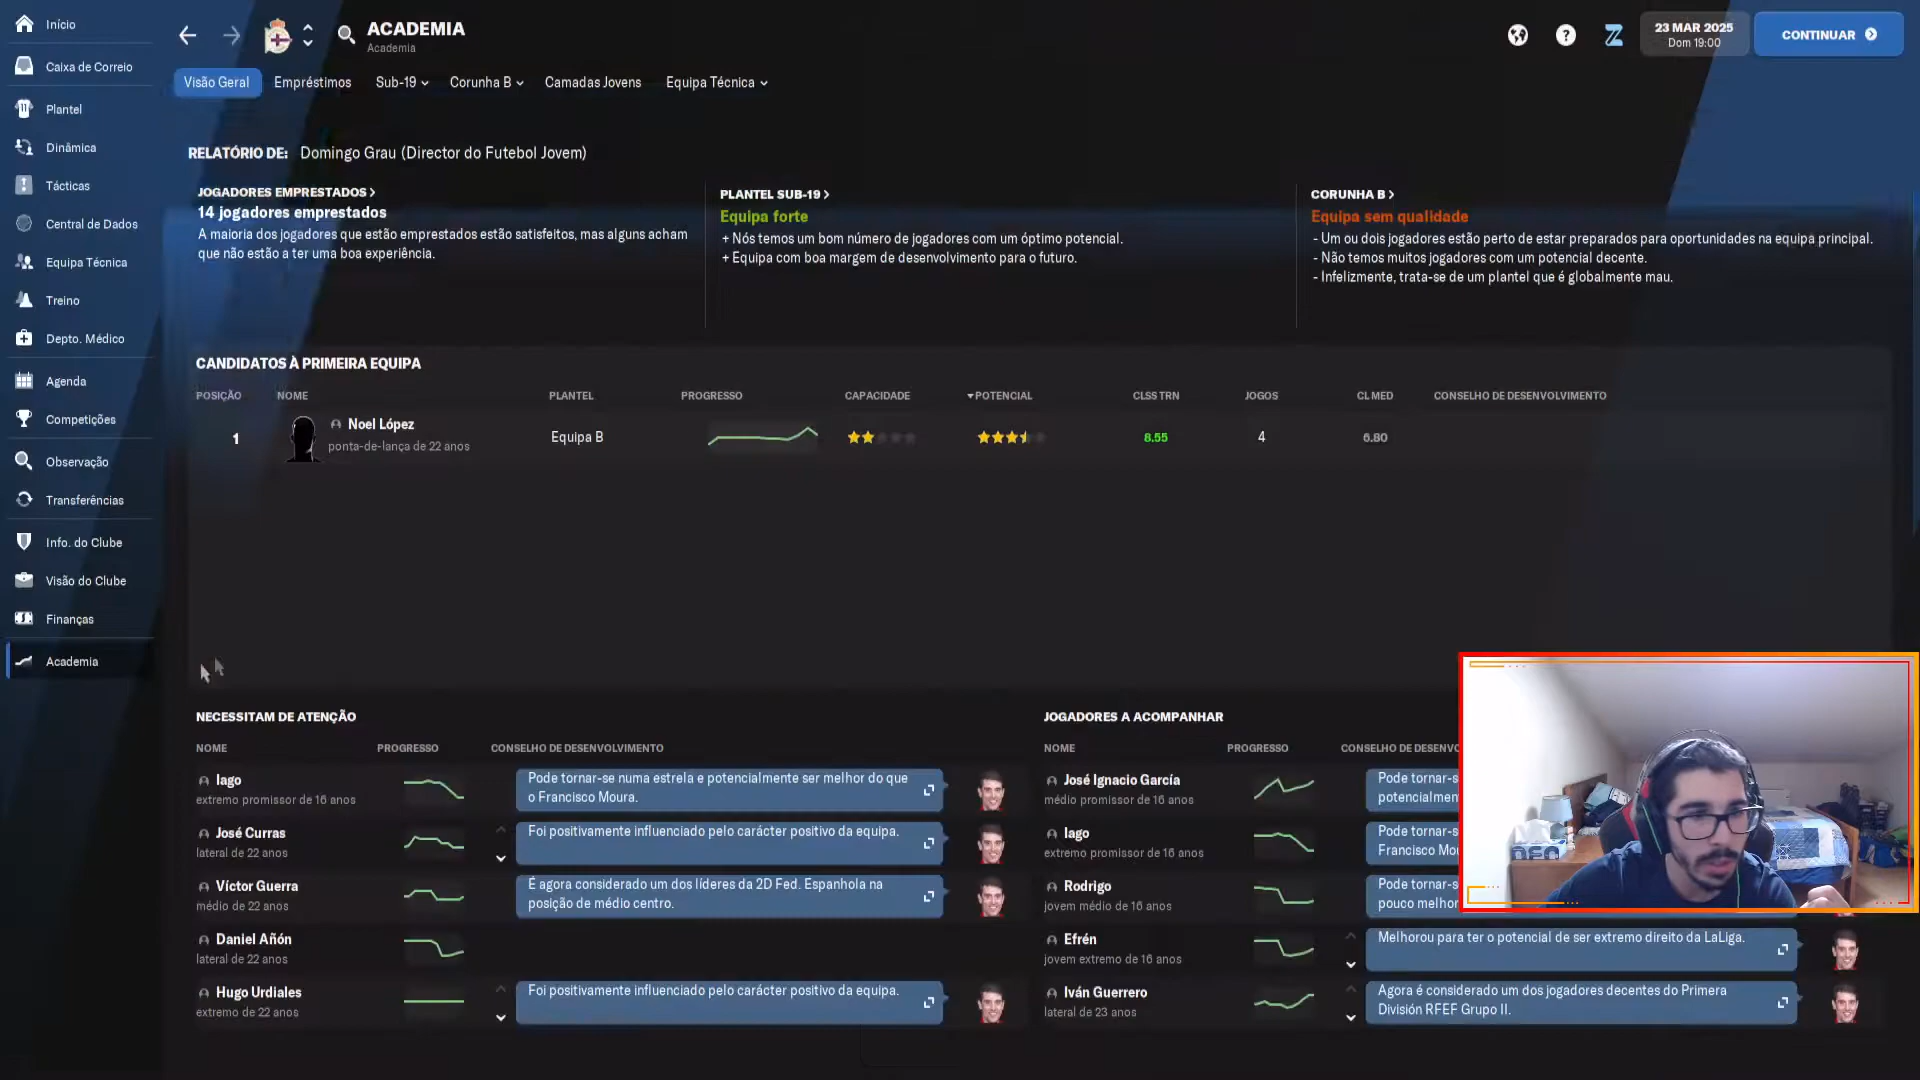 Início
Caixa de Correio
Plantel
Dinâmica
Tácticas
Central de Dados
Equipa Técnica
Treino
Depto. Médico
Agenda
Competições
Observação
Transferências
Info. do Clube
Visão do Clube
Finanças
Academia
ACADEMIA
Academia
23 MAR 2025
Dom 19:00
CONTINUAR
Visão Geral
Empréstimos
Sub-19
Corunha B
Camadas Jovens
Equipa Técnica
RELATÓRIO DE: Domingo Grau (Director do Futebol Jovem)
JOGADORES EMPRESTADOS >
14 jogadores emprestados
A maioria dos jogadores que estão emprestados estão satisfeitos, mas alguns acham
que não estão a ter uma boa experiência.
PLANTEL SUB-19 >
Equipa forte
+ Nós temos um bom número de jogadores com um óptimo potencial.
+ Equipa com boa margem de desenvolvimento para o futuro.
CORUNHA B >
Equipa sem qualidade
- Um ou dois jogadores estão perto de estar preparados para oportunidades na equipa principal.
- Não temos muitos jogadores com um potencial decente.
- Infelizmente, trata-se de um plantel que é globalmente mau.
CANDIDATOS À PRIMEIRA EQUIPA
POSIÇÃO NOME PLANTEL PROGRESSO CAPACIDADE POTENCIAL CLSS TRN JOGOS CL MED CONSELHO DE DESENVOLVIMENTO
1 Noel López Equipa B 8.55 4 6.80
ponta-de-lança de 22 anos
NECESSITAM DE ATENÇÃO
NOME PROGRESSO CONSELHO DE DESENVOLVIMENTO
Iago
extremo promissor de 16 anos
Pode tornar-se numa estrela e potencialmente ser melhor do que
o Francisco Moura.
José Curras
lateral de 22 anos
Foi positivamente influenciado pelo carácter positivo da equipa.
Víctor Guerra
médio de 22 anos
É agora considerado um dos líderes da 2D Fed. Espanhola na
posição de médio centro.
Daniel Añón
lateral de 22 anos
Hugo Urdiales
extremo de 22 anos
Foi positivamente influenciado pelo carácter positivo da equipa.
JOGADORES A ACOMPANHAR
NOME PROGRESSO CONSELHO DE DESENVO
José Ignacio García
médio promissor de 16 anos
Pode tornar-s
potencialmen
Iago
extremo promissor de 16 anos
Pode tornar-s
Francisco Mou
Rodrigo
jovem médio de 16 anos
Pode tornar-s
pouco melhor
Efrén
jovem extremo de 16 anos
Melhorou para ter o potencial de ser extremo direito da LaLiga.
Iván Guerrero
lateral de 23 anos
Agora é considerado um dos jogadores decentes do Primera
División RFEF Grupo II.